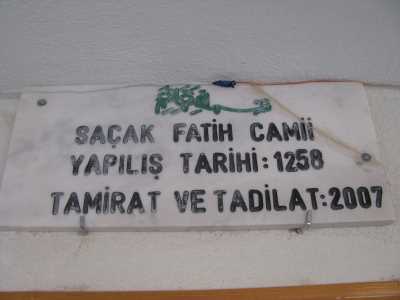 SAÇAK FATİH CAMİİ
YAPILIŞ TARİHİ: 1258
TAMİRAT VE TADİLAT: 2007